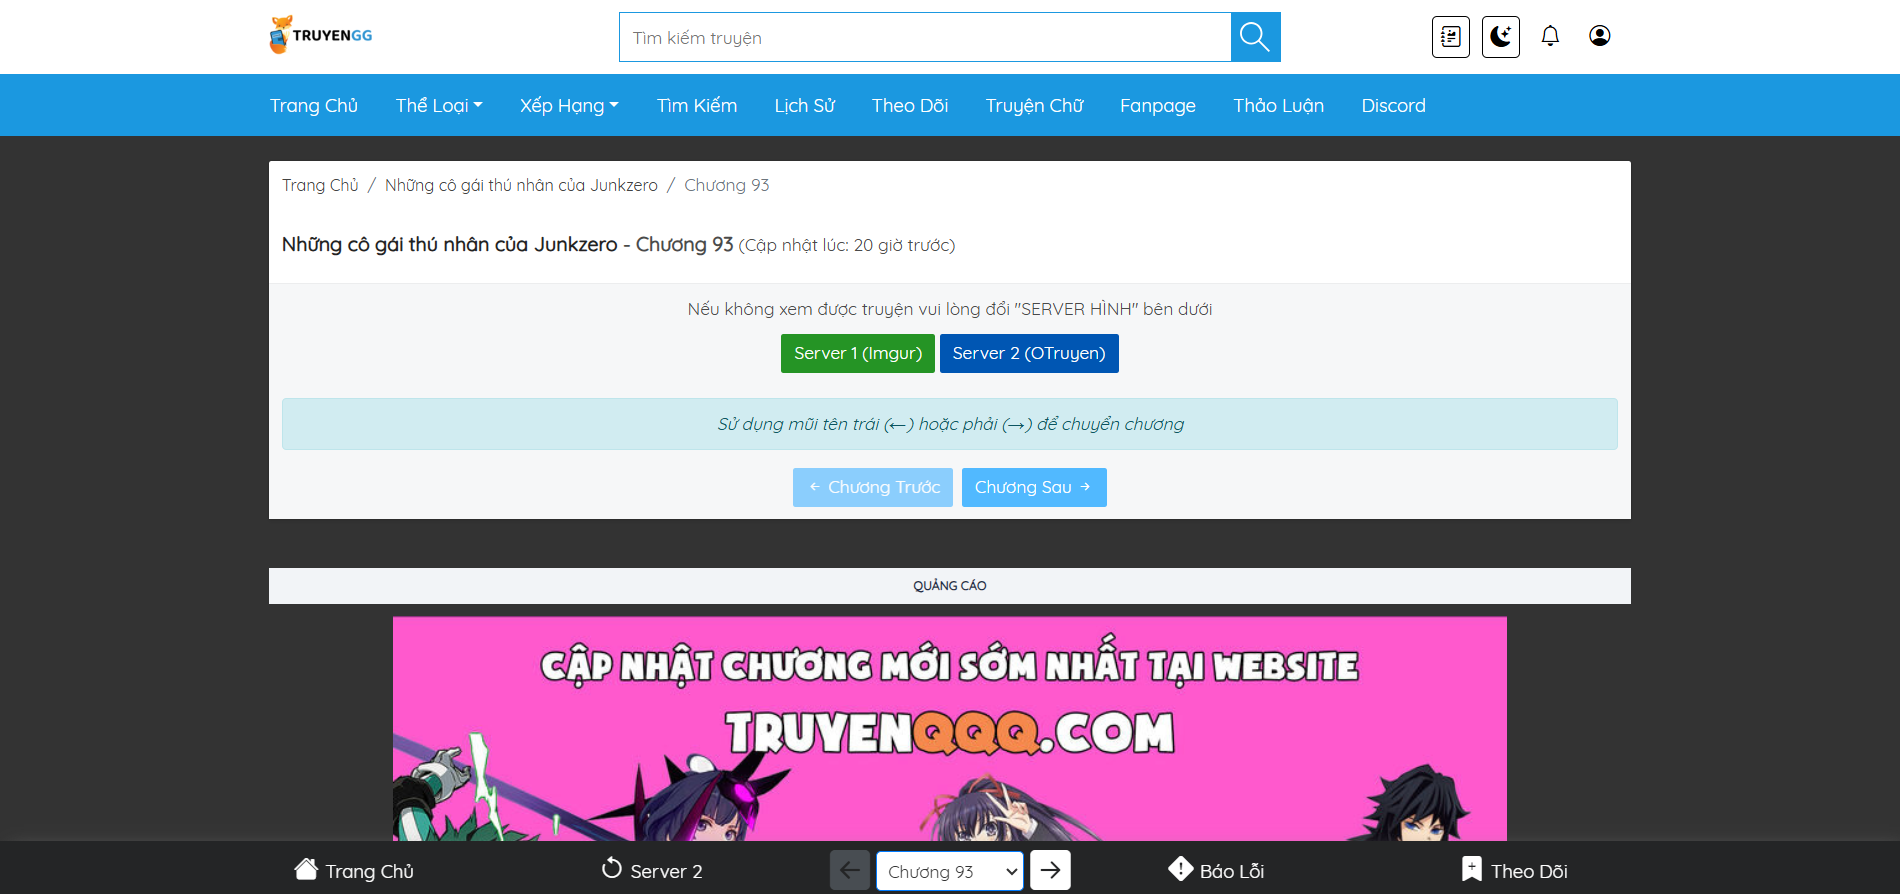 TRUYENGG
Tìm kiếm truyện
Trang Chủ Thể Loại Xếp Hạng Tìm Kiếm Lịch Sử Theo Dõi Truyện Chữ Fanpage Thảo Luận Discord
Trang Chủ / Những cô gái thú nhân của Junkzero / Chương 93
Những cô gái thú nhân của Junkzero - Chương 93 (Cập nhật lúc: 20 giờ trước)
Nếu không xem được truyện vui lòng đổi "SERVER HÌNH" bên dưới
Server 1 (Imgur) Server 2 (OTruyen)
Sử dụng mũi tên trái (←) hoặc phải (→) để chuyển chương
← Chương Trước Chương Sau →
QUẢNG CÁO
CẬP NHẬT CHƯƠNG MỚI SỚM NHẤT TẠI WEBSITE
TRUYENQQQ.COM
Trang Chủ Server 2 Chương 93 Báo Lỗi Theo Dõi